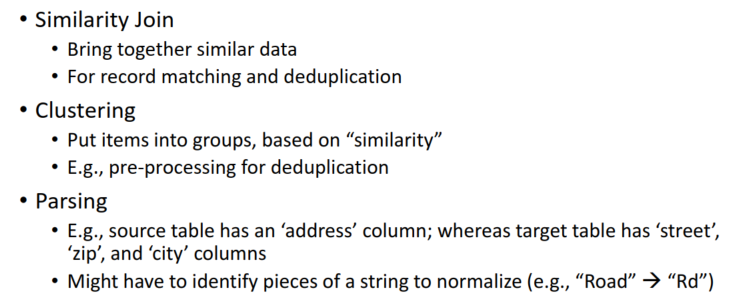 • Similarity Join
• Bring together similar data
• For record matching and deduplication
• Clustering
• Put items into groups, based on “similarity”
• E.g., pre-processing for deduplication
• Parsing
• E.g., source table has an ‘address’ column; whereas target table has ‘street’,
‘zip’, and ‘city’ columns
• Might have to identify pieces of a string to normalize (e.g., “Road” → “Rd”)